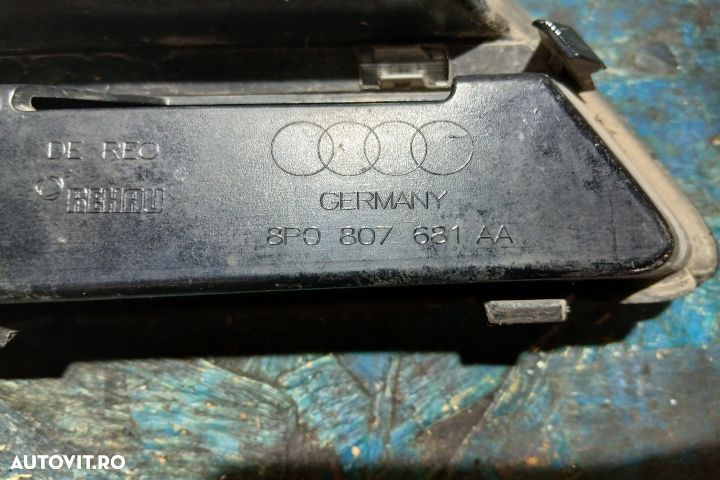 DE REO
REHAU
GERMANY
8P0 807 681 AA
AUTOVIT.RO